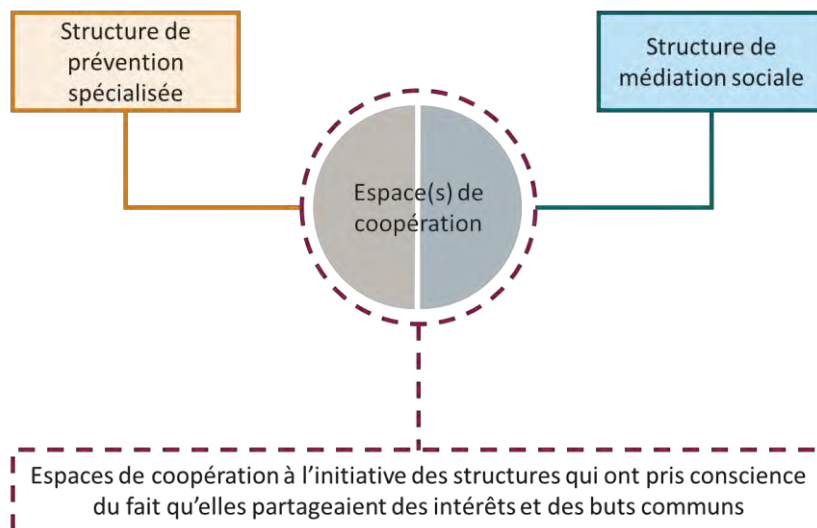 Structure de
prévention
spécialisée
Structure de
médiation sociale
Espace(s) de
coopération
Espaces de coopération à l’initiative des structures qui ont pris conscience
du fait qu’elles partageaient des intérêts et des buts communs